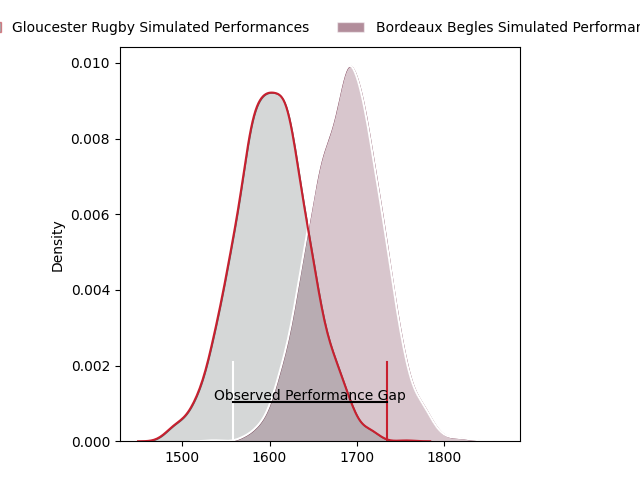 Gloucester Rugby Simulated Performances
Bordeaux Begles Simulated
Density
0.010
0.008
0.006
0.004
0.002
0.000
Observed Performance Gap
1500
1600
1700
1800